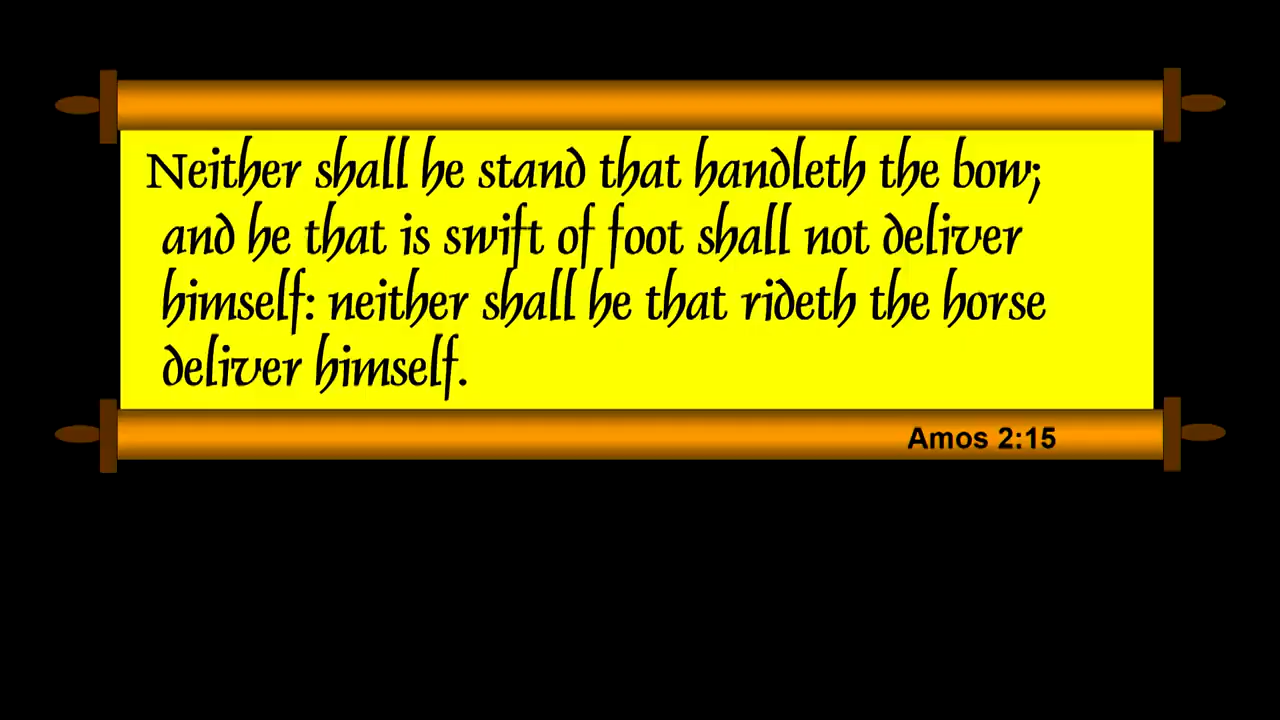 Neither shall he stand that handleth the bow;
and he that is swift of foot shall not deliver
himself: neither shall he that rideth the horse
deliver himself.
Amos 2:15